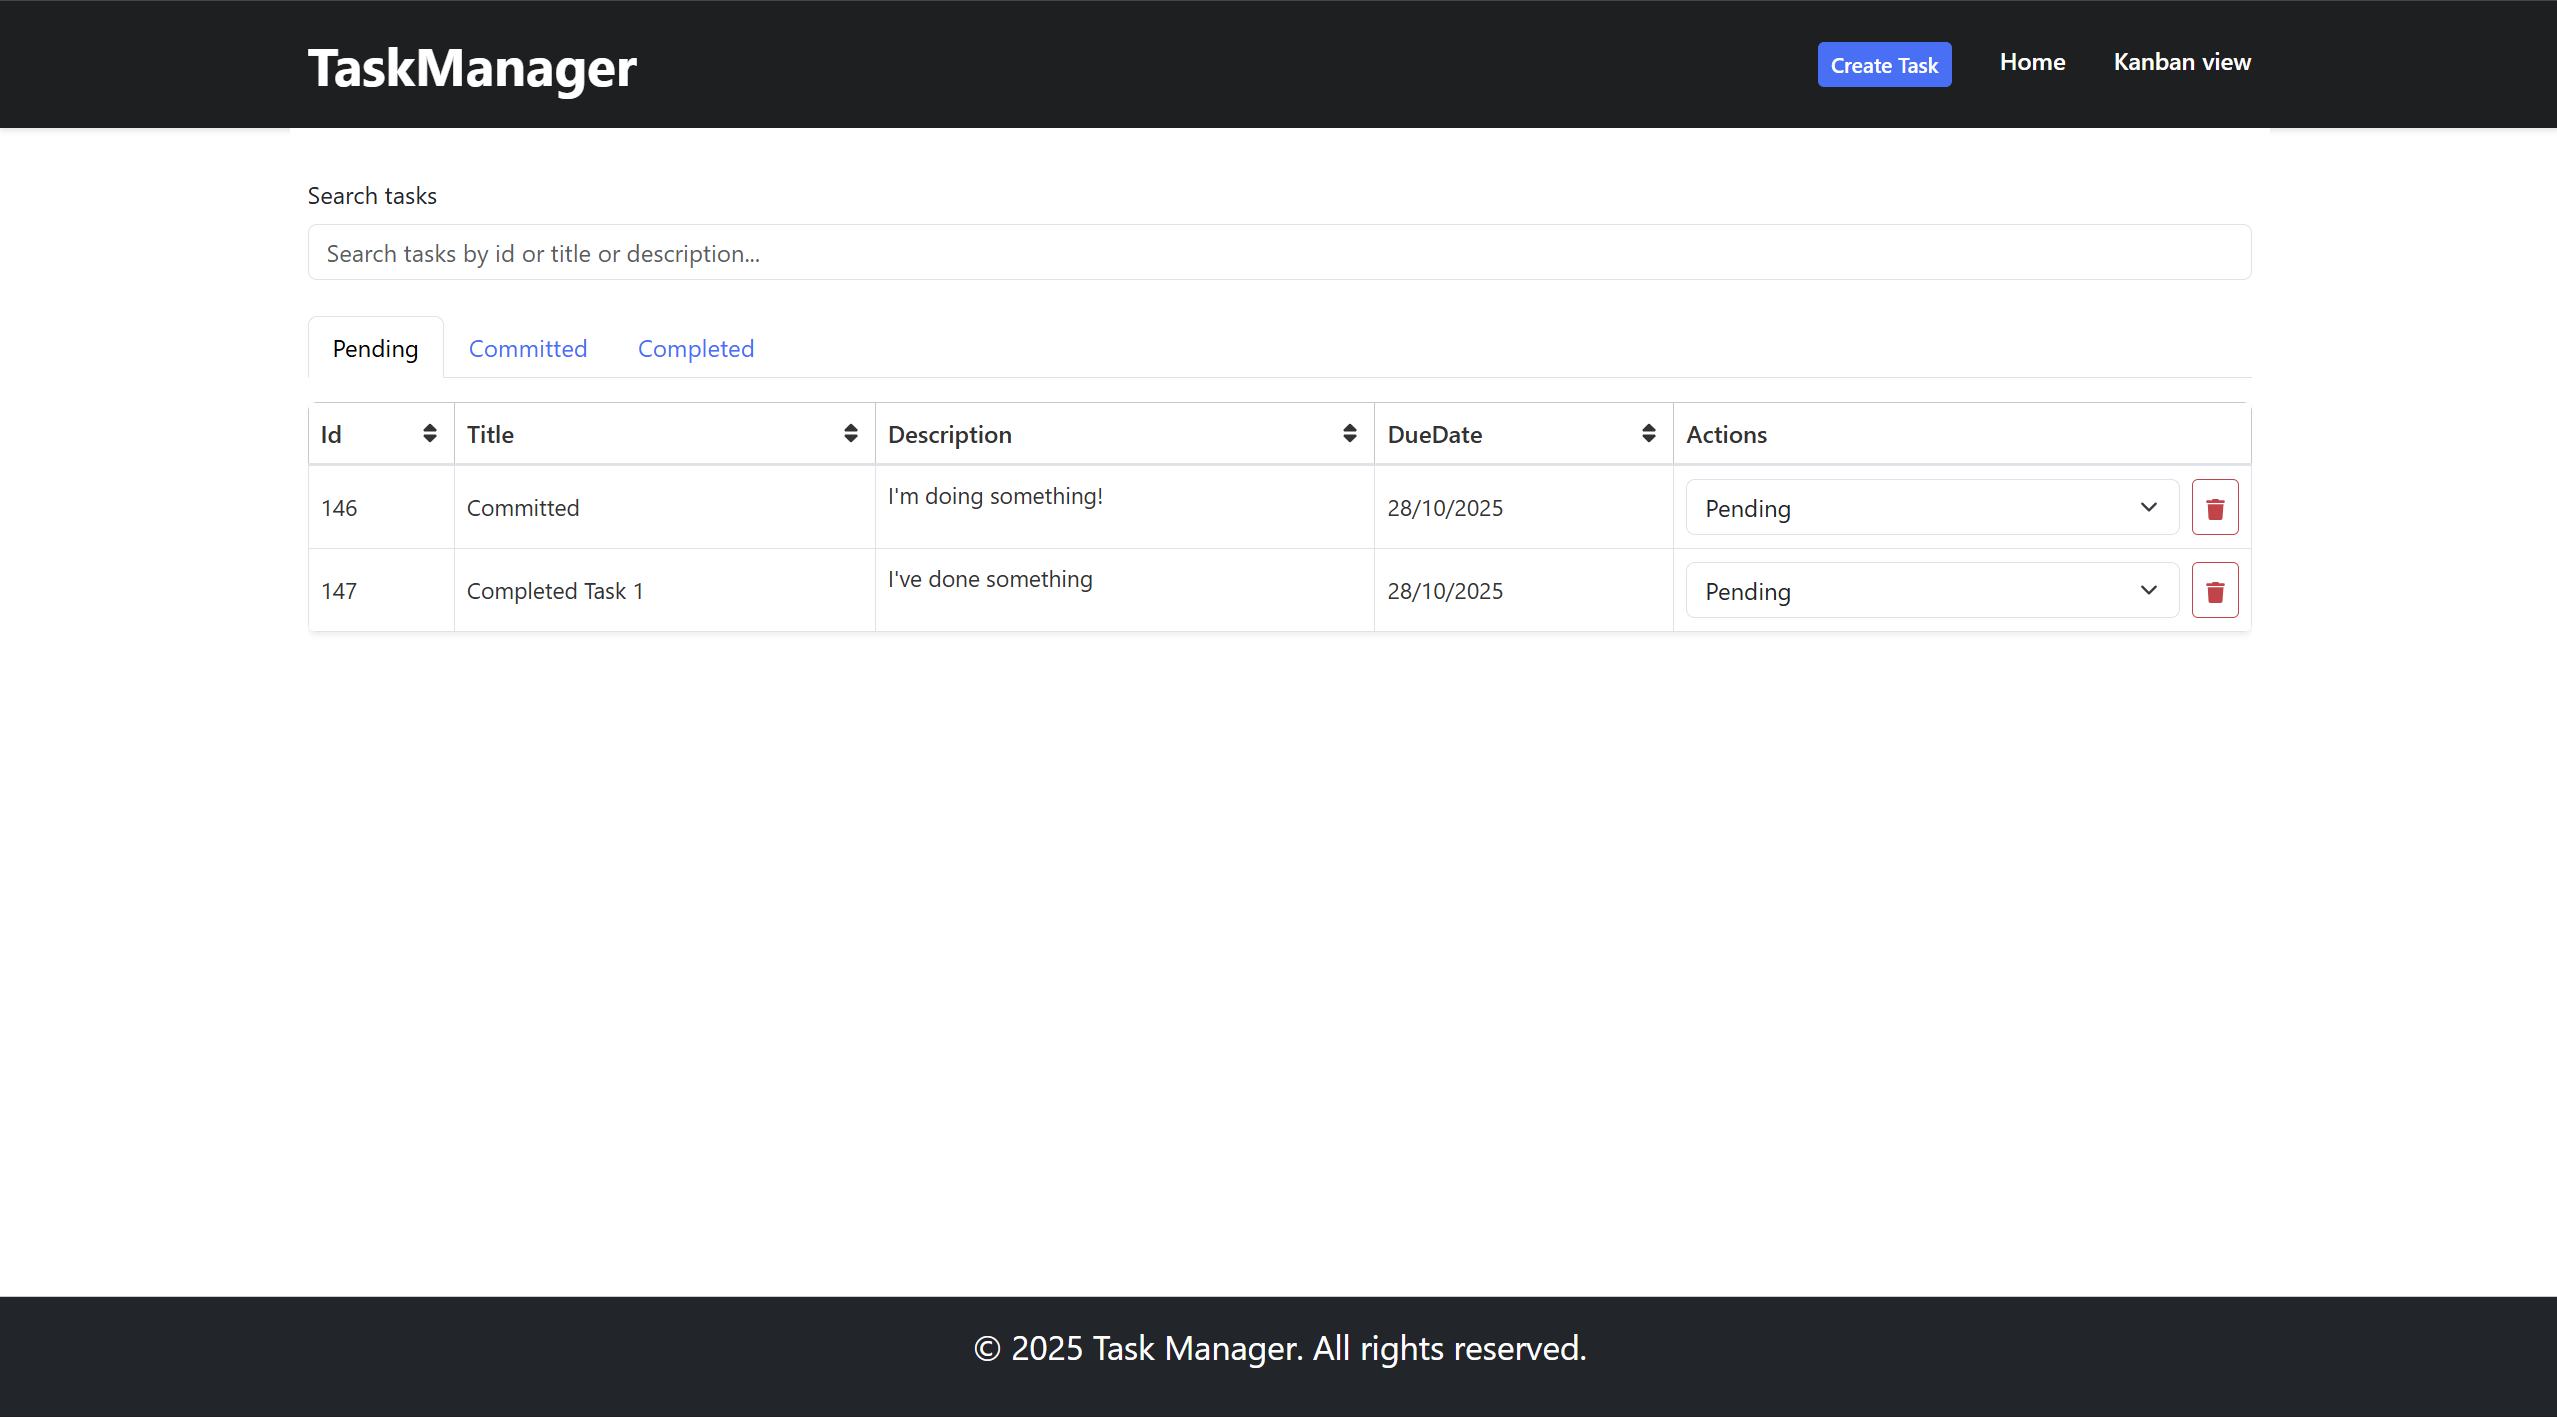 TaskManager
Create Task Home Kanban view
Search tasks
Search tasks by id or title or description...
Pending Committed Completed
Id Title Description DueDate Actions
146 Committed I'm doing something! 28/10/2025 Pending
147 Completed Task 1 I've done something 28/10/2025 Pending
© 2025 Task Manager. All rights reserved.